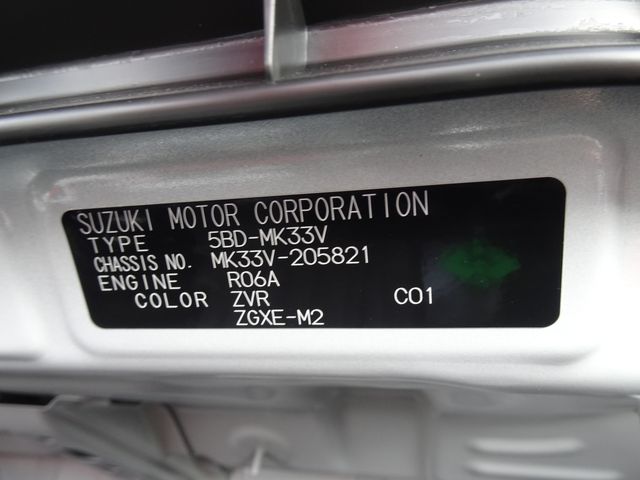 SUZUKI MOTOR CORPORATION
TYPE 5BD-MK33V
CHASSIS NO. MK33V-205821
ENGINE R06A
COLOR ZVR C01
ZGXE-M2